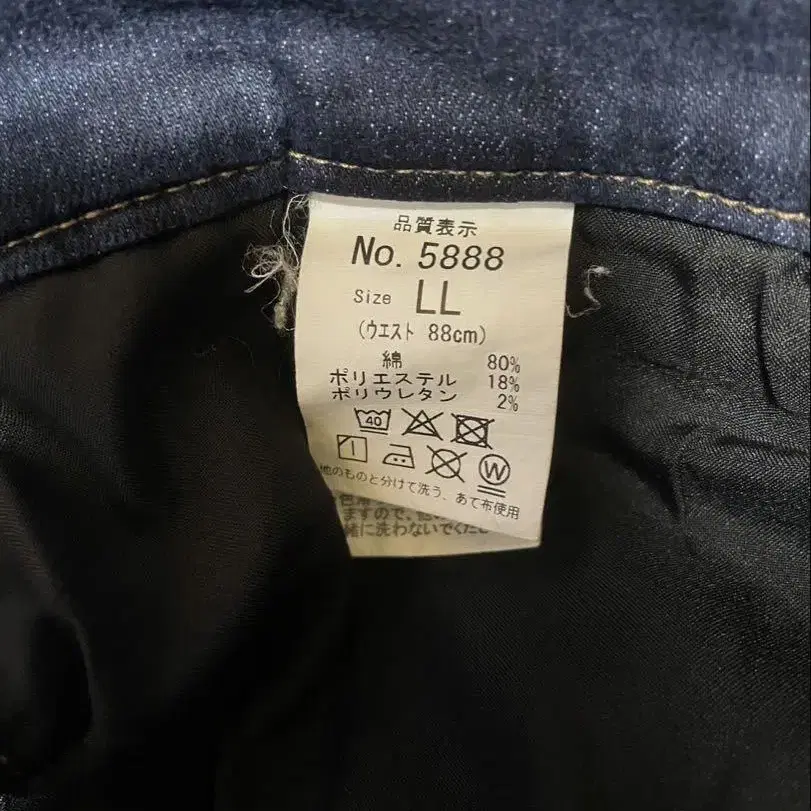 品質表示
No. 5888
Size LL
(ウエスト 88cm)
綿 80%
ポリエステル 18%
ポリウレタン 2%
40
W
他のものと分けて洗う、あて布使用
ますので、
緒に洗わないでくだ